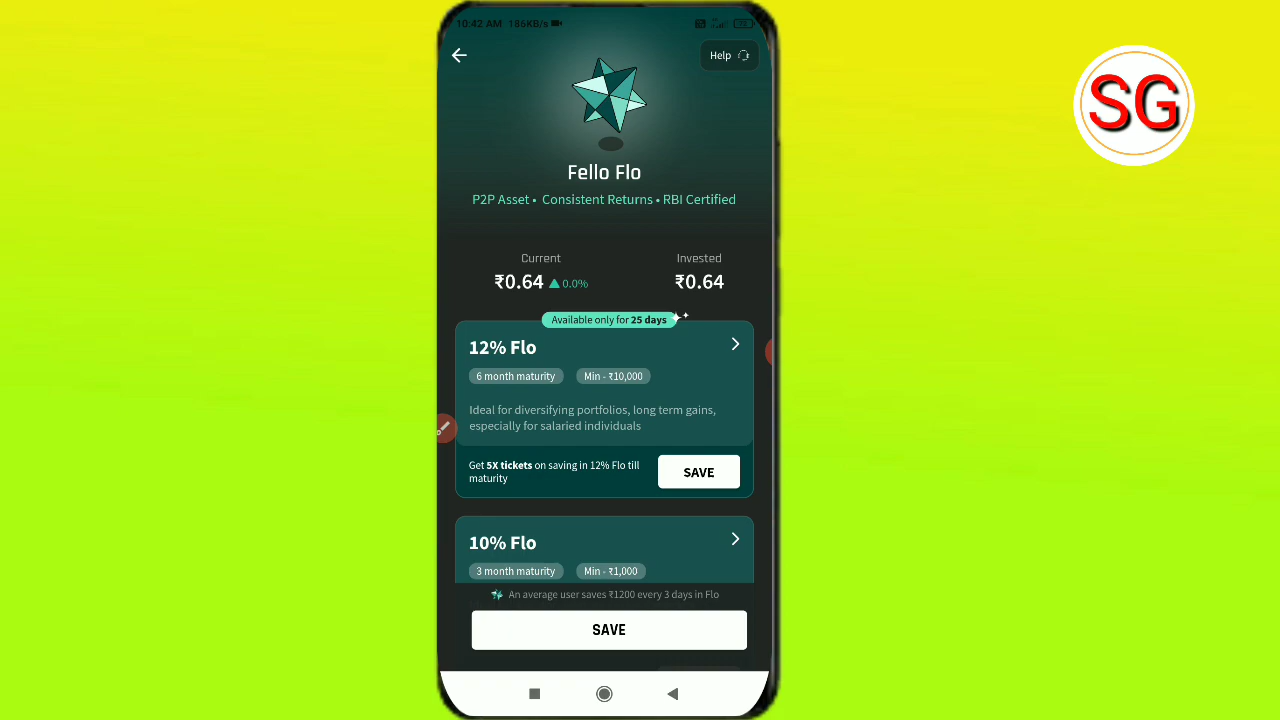 10:42 AM 186KB/s
Help
SG
Fello Flo
P2P Asset • Consistent Returns • RBI Certified
Current
Invested
₹0.64 ▲ 0.0%
₹0.64
Available only for 25 days
12% Flo
6 month maturity
Min - ₹10,000
Ideal for diversifying portfolios, long term gains,
especially for salaried individuals
Get 5X tickets on saving in 12% Flo till
maturity
SAVE
10% Flo
3 month maturity
Min - ₹1,000
An average user saves ₹1200 every 3 days in Flo
SAVE